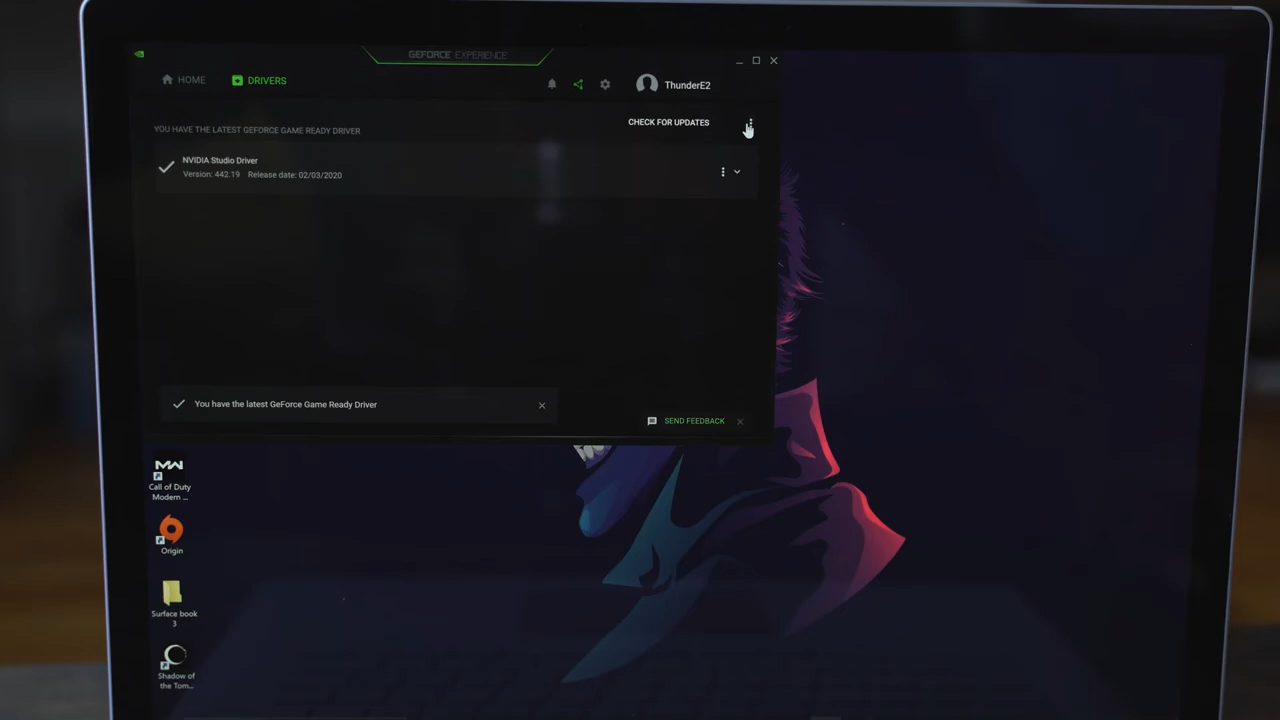 GEFORCE EXPERIENCE
HOME
DRIVERS
ThunderE2
CHECK FOR UPDATES
YOU HAVE THE LATEST GEFORCE GAME READY DRIVER
NVIDIA Studio Driver
Version: 442.19 Release date: 02/03/2020
You have the latest GeForce Game Ready Driver
SEND FEEDBACK
MW
Call of Duty
Modern ...
Origin
Surface book
3
Shadow of
the Tom...